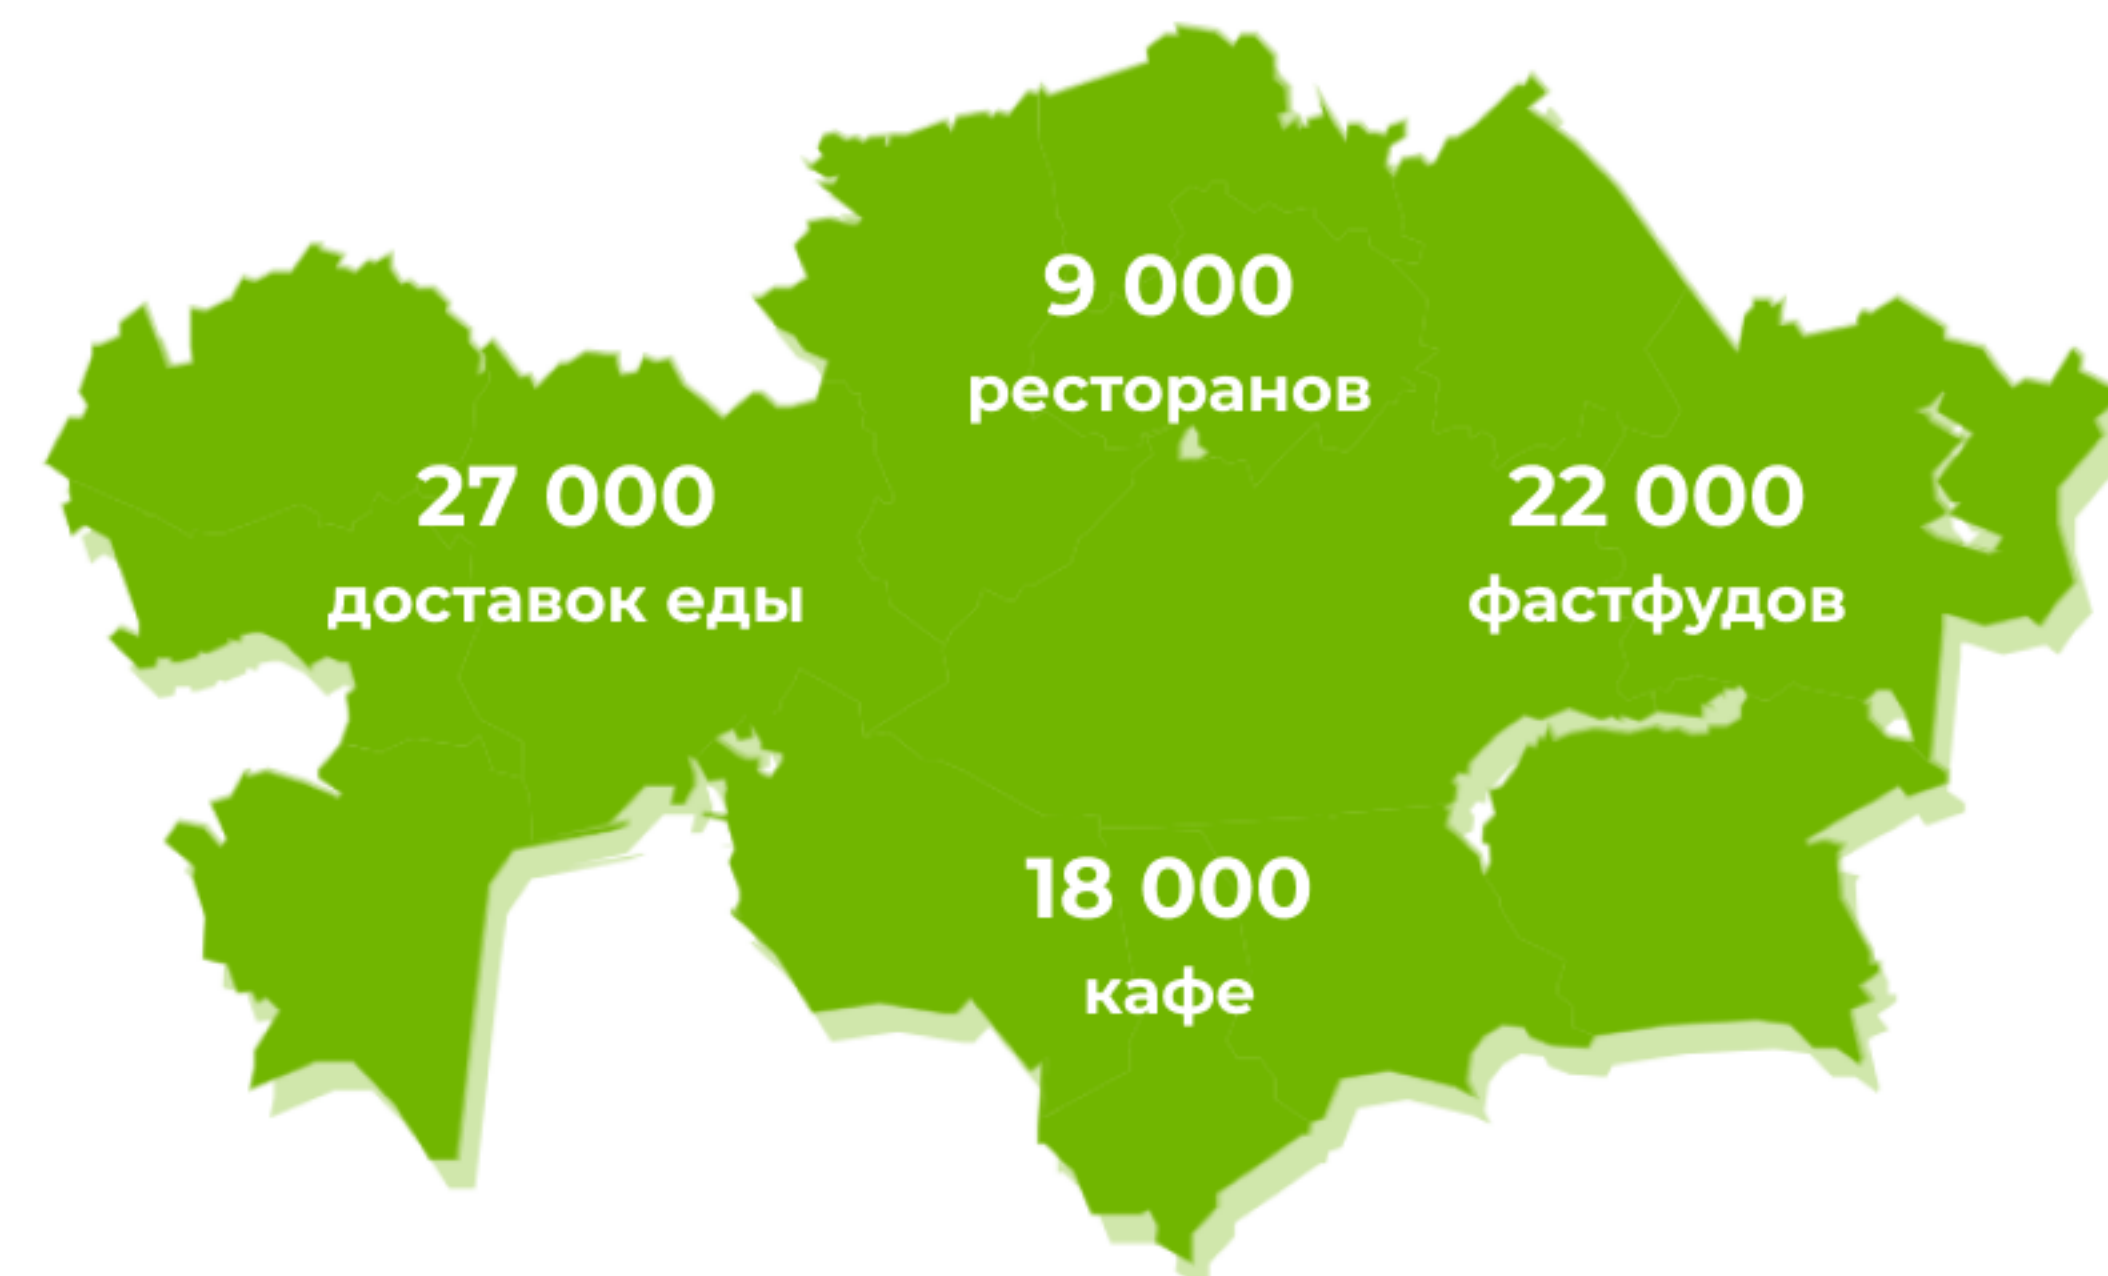 9 000
ресторанов
27 000
доставок еды
22 000
фастфудов
18 000
кафе